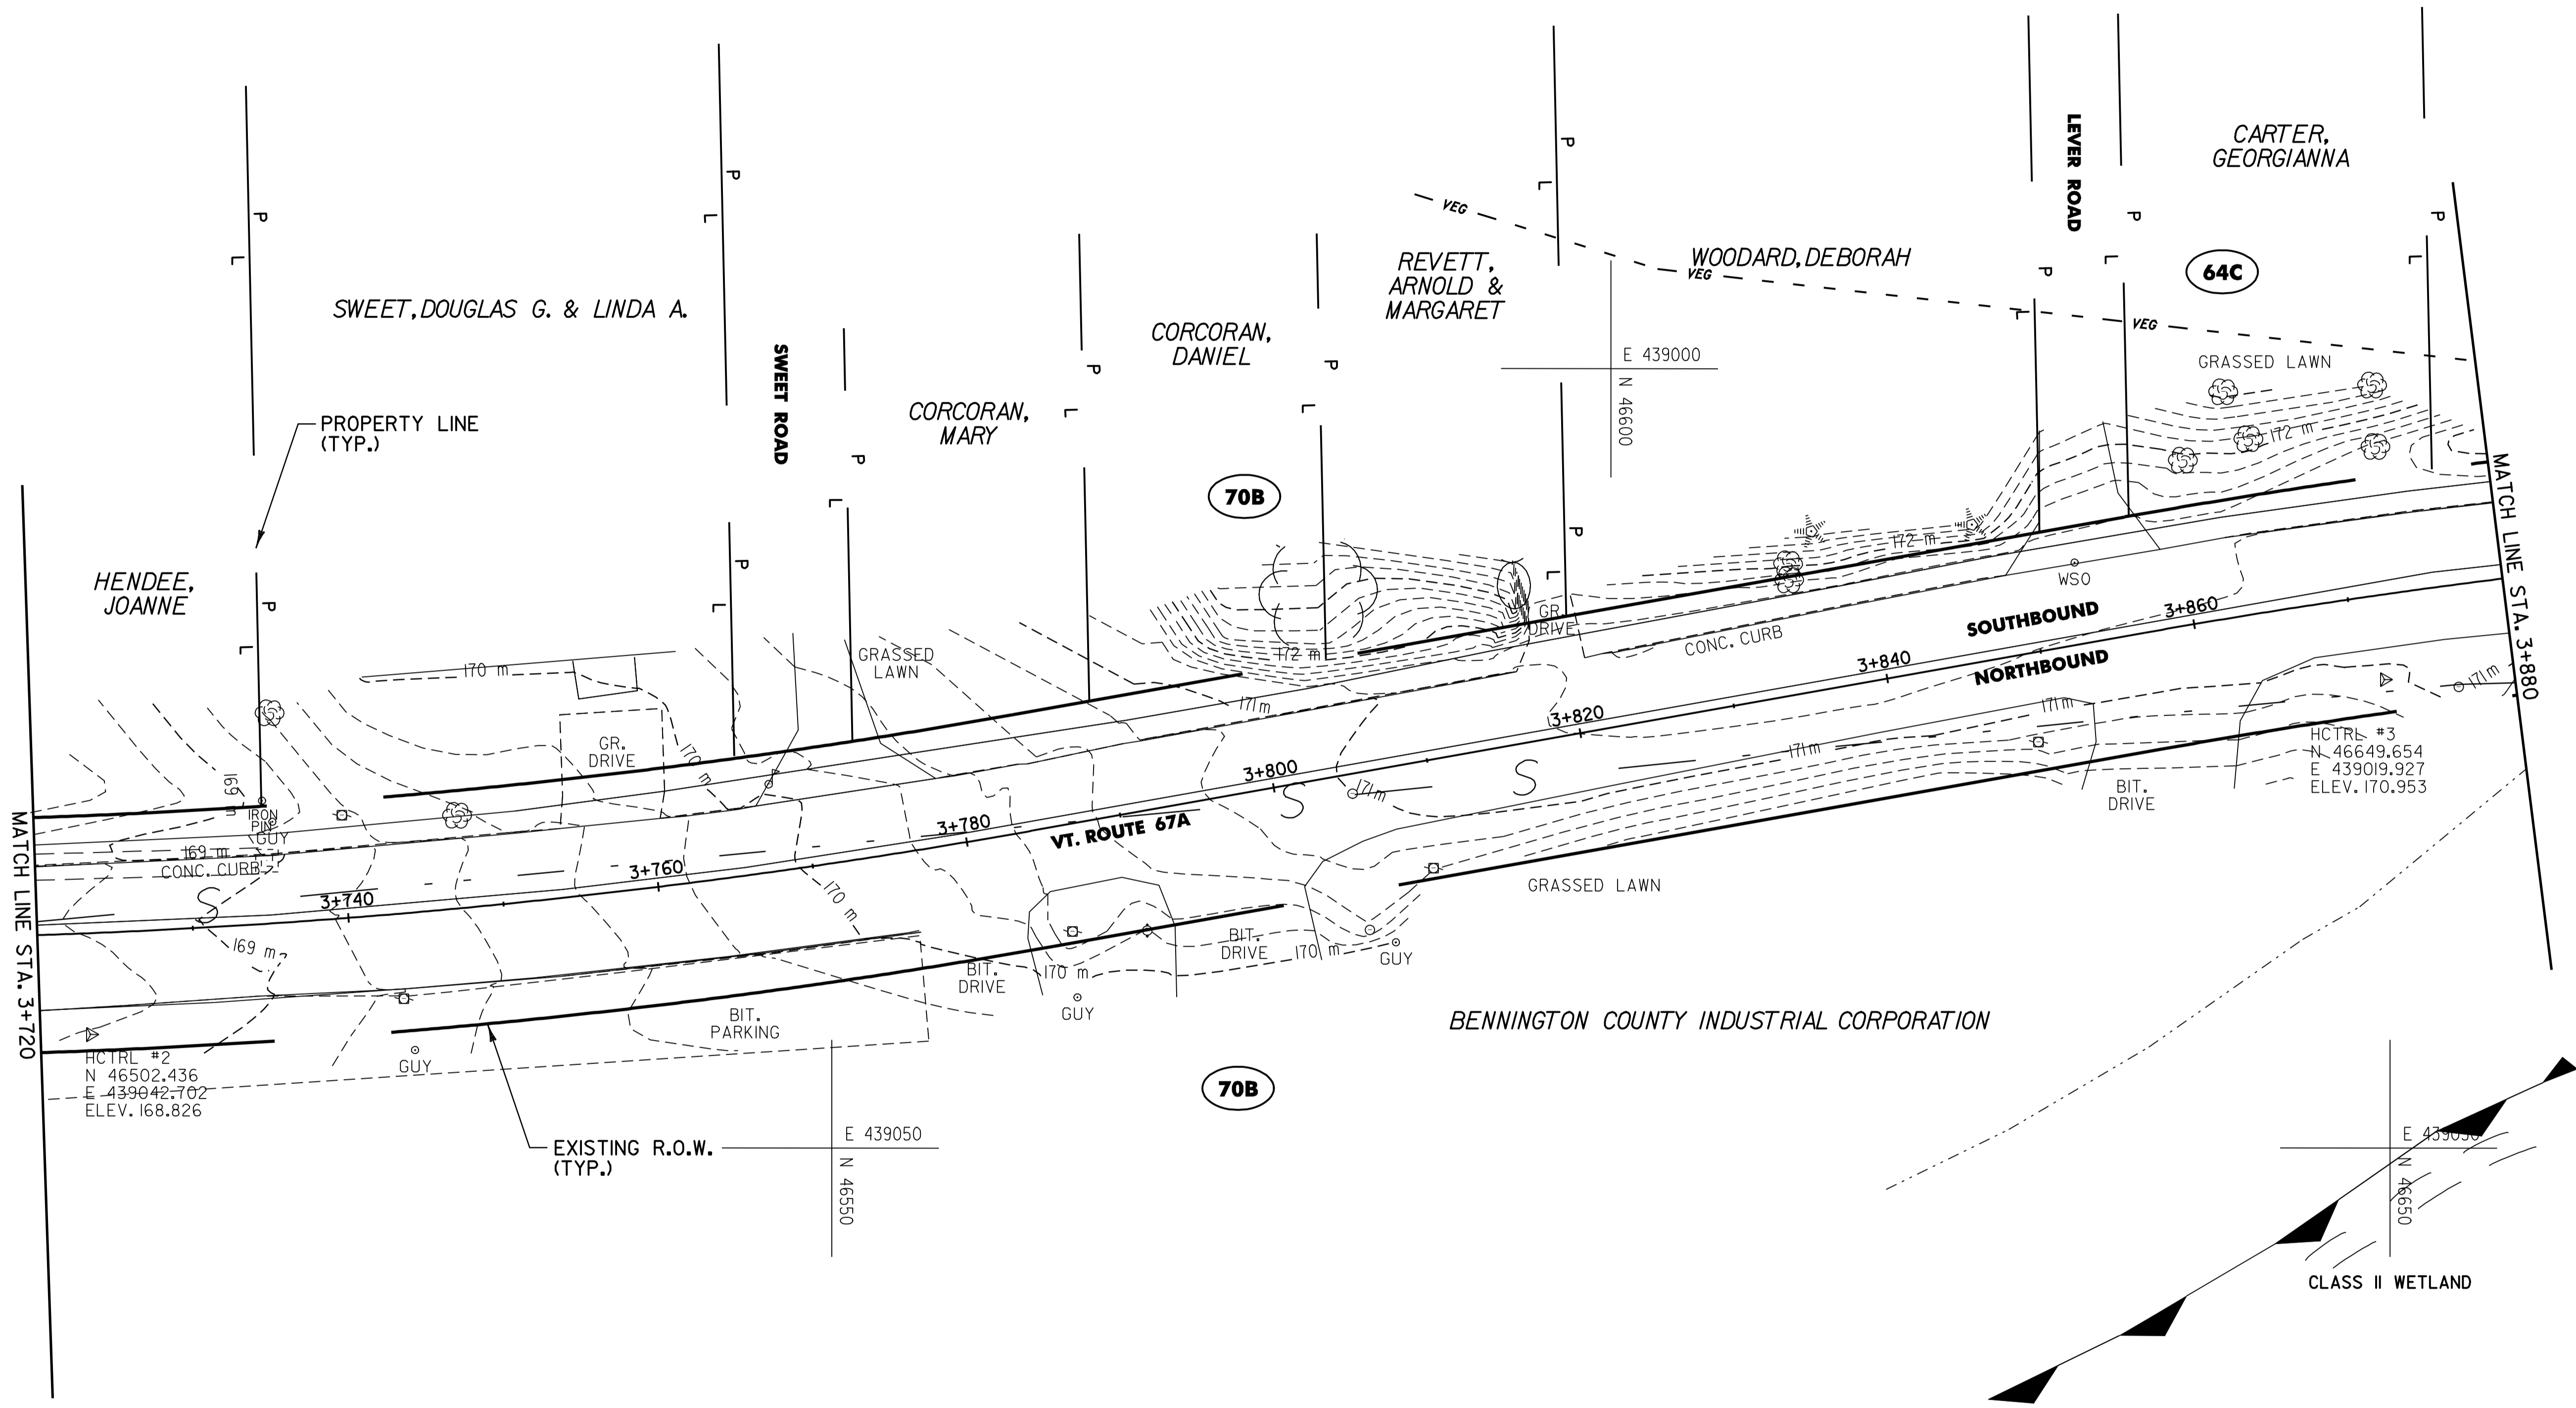 P
L
SWEET, DOUGLAS G. & LINDA A.
PROPERTY LINE
(TYP.)
HENDEE,
JOANNE
P
L
P
L
SWEET ROAD
P
L
P
L
CORCORAN,
MARY
P
L
CORCORAN,
DANIEL
P
L
70B
REVETT,
ARNOLD &
MARGARET
P
L
P
L
VEG
WOODARD, DEBORAH
VEG
E 439000
N 46600
LEVER ROAD
P
L
P
L
CARTER,
GEORGIANNA
64C
VEG
P
L
GRASSED LAWN
172 m
172 m
MATCH LINE STA. 3+880
WSO
SOUTHBOUND
3+860
NORTHBOUND
3+840
CONC. CURB
GR.
DRIVE
172 m
171m
3+820
171m
171m
171m
171m
GRASSED
LAWN
170 m
GR.
DRIVE
170 m
169 m
IRON
PIN
GUY
169 m
CONC. CURB
S
3+740
3+760
3+780
VT. ROUTE 67A
3+800
S
S
170 m
169 m
MATCH LINE STA. 3+720
HCTRL #2
N 46502.436
E 439042.702
ELEV. 168.826
GUY
BIT.
PARKING
BIT.
DRIVE
170 m
GUY
BIT.
DRIVE
170 m
GUY
GRASSED LAWN
BIT.
DRIVE
HCTRL #3
N 46649.654
E 439019.927
ELEV. 170.953
BENNINGTON COUNTY INDUSTRIAL CORPORATION
70B
EXISTING R.O.W.
(TYP.)
E 439050
N 46550
E 439050
N 46650
CLASS II WETLAND